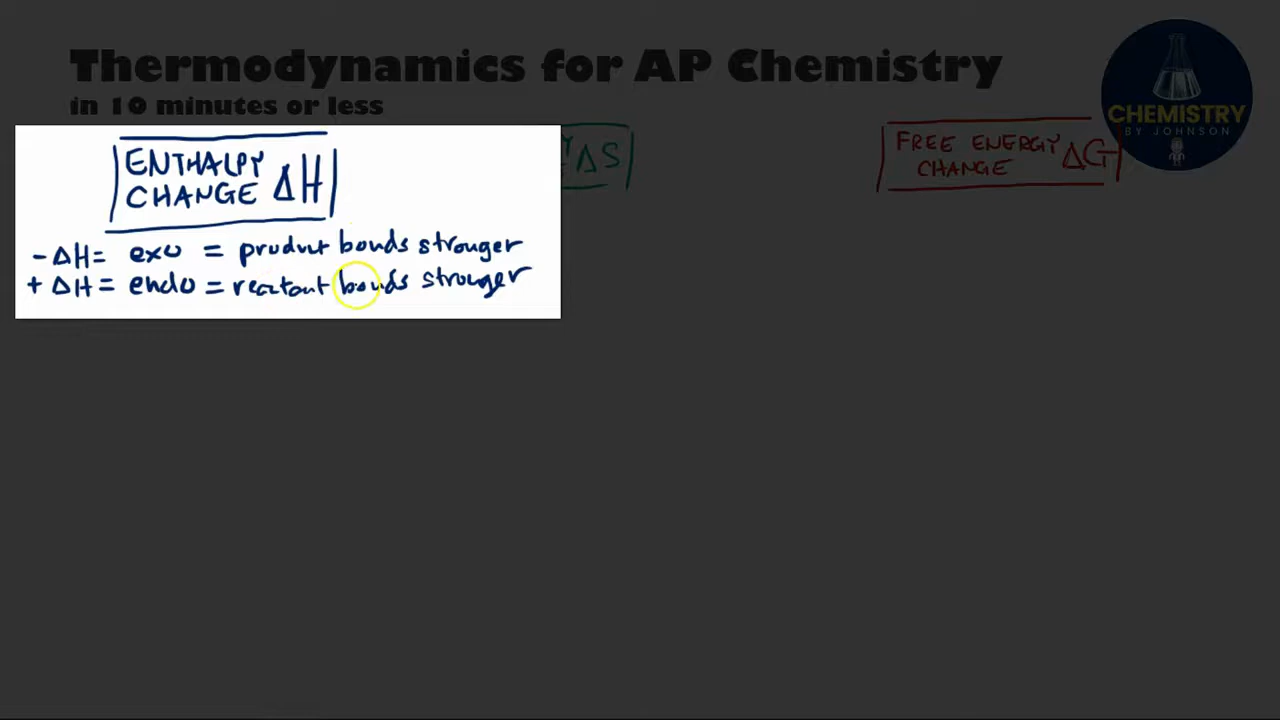 Thermodynamics for AP Chemistry
in 10 minutes or less
CHEMISTRY
BY JOHNSON
ENTHALPY
CHANGE ΔH
-ΔH = exo = product bonds stronger
+ΔH = endo = reactant bonds stronger
Y ΔS
FREE ENERGY
CHANGE ΔG